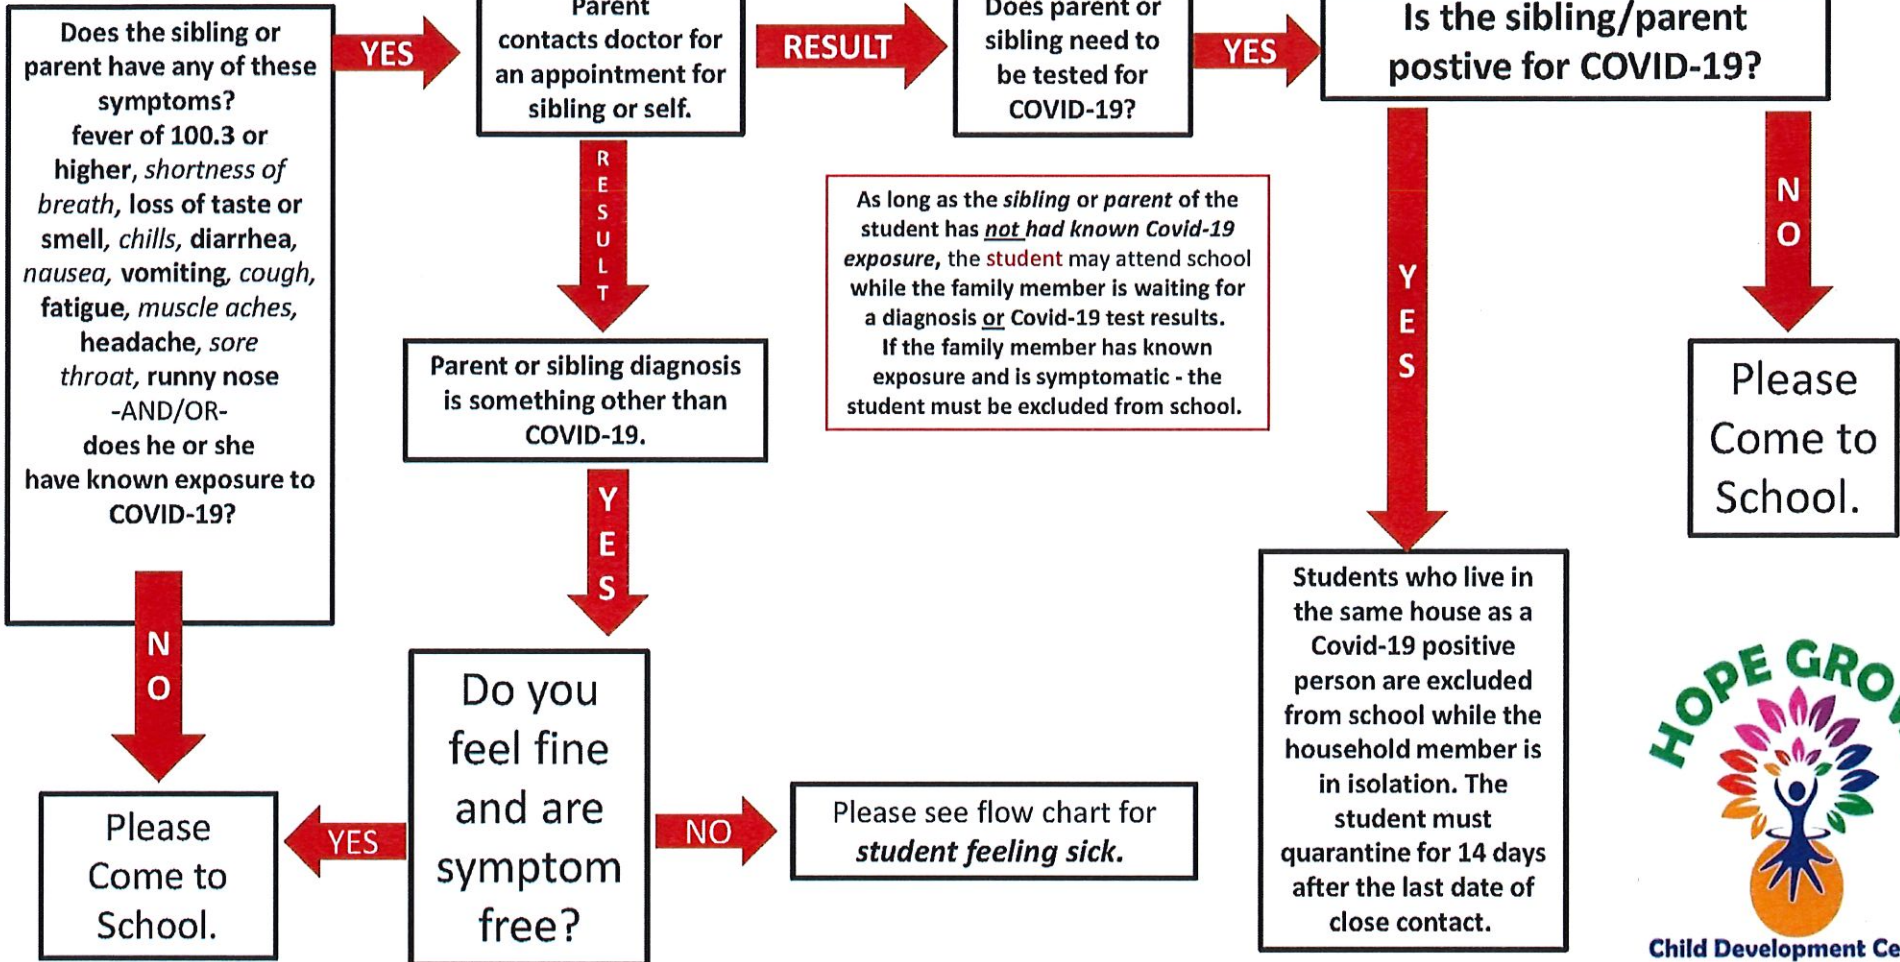 Does the sibling or
parent have any of these
symptoms?
fever of 100.3 or
higher, shortness of
breath, loss of taste or
smell, chills, diarrhea,
nausea, vomiting, cough,
fatigue, muscle aches,
headache, sore
throat, runny nose
-AND/OR-
does he or she
have known exposure to
COVID-19?
YES
Parent
contacts doctor for
an appointment for
sibling or self.
RESULT
Does parent or
sibling need to
be tested for
COVID-19?
YES
Is the sibling/parent
postive for COVID-19?
RESULT
As long as the sibling or parent of the
student has not had known Covid-19
exposure, the student may attend school
while the family member is waiting for
a diagnosis or Covid-19 test results.
If the family member has known
exposure and is symptomatic - the
student must be excluded from school.
YES
NO
Please
Come to
School.
Parent or sibling diagnosis
is something other than
COVID-19.
YES
NO
Please
Come to
School.
YES
Do you
feel fine
and are
symptom
free?
NO
Please see flow chart for
student feeling sick.
Students who live in
the same house as a
Covid-19 positive
person are excluded
from school while the
household member is
in isolation. The
student must
quarantine for 14 days
after the last date of
close contact.
HOPE
Child Development